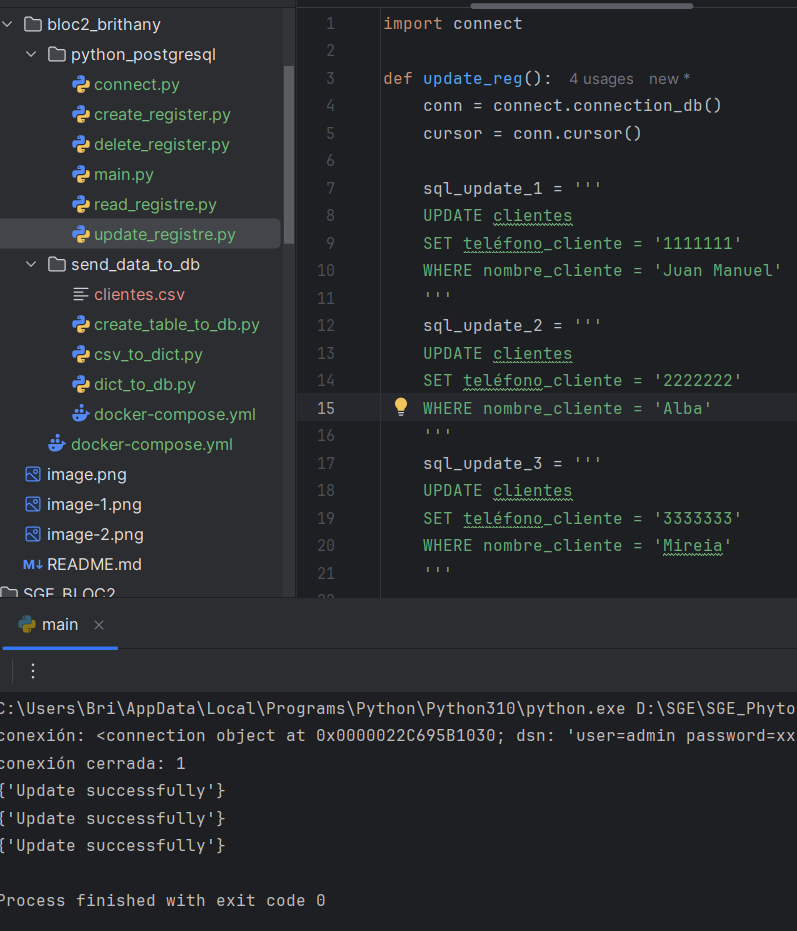 bloc2_brithany
python_postgresql
connect.py
create_register.py
delete_register.py
main.py
read_registre.py
update_registre.py
send_data_to_db
clientes.csv
create_table_to_db.py
csv_to_dict.py
dict_to_db.py
docker-compose.yml
docker-compose.yml
image.png
image-1.png
image-2.png
README.md
SGE_BLOC2
1 import connect
2
3 def update_reg(): 4 usages new *
4 conn = connect.connection_db()
5 cursor = conn.cursor()
6
7 sql_update_1 = '''
8 UPDATE clientes
9 SET teléfono_cliente = '1111111'
10 WHERE nombre_cliente = 'Juan Manuel'
11 '''
12 sql_update_2 = '''
13 UPDATE clientes
14 SET teléfono_cliente = '2222222'
15 WHERE nombre_cliente = 'Alba'
16 '''
17 sql_update_3 = '''
18 UPDATE clientes
19 SET teléfono_cliente = '3333333'
20 WHERE nombre_cliente = 'Mireia'
21 '''
22
main
C:\Users\Bri\AppData\Local\Programs\Python\Python310\python.exe D:\SGE\SGE_Phyto
conexión: <connection object at 0x0000022C695B1030; dsn: 'user=admin password=xx
conexión cerrada: 1
{'Update successfully'}
{'Update successfully'}
{'Update successfully'}
Process finished with exit code 0